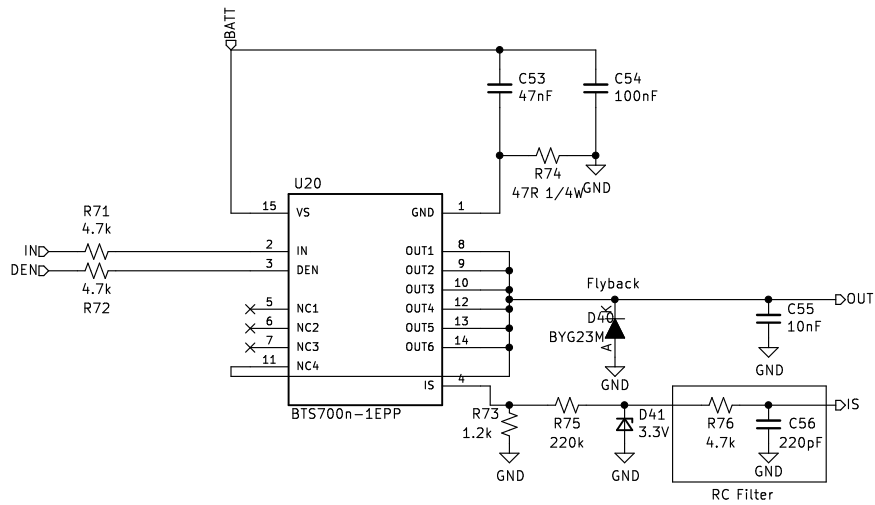 BATT
C53
47nF
C54
100nF
R74
47R 1/4W
GND
U20
15
VS
GND
1
R71
4.7k
IN
2
IN
OUT1
8
DEN
3
DEN
OUT2
9
4.7k
R72
OUT3
10
5
NC1
OUT4
12
6
NC2
OUT5
13
7
NC3
OUT6
14
11
NC4
IS
4
BTS700n-1EPP
Flyback
K
D40
BYG23M
A
GND
OUT
C55
10nF
GND
R73
1.2k
GND
R75
220k
D41
3.3V
GND
R76
4.7k
C56
220pF
GND
IS
RC Filter